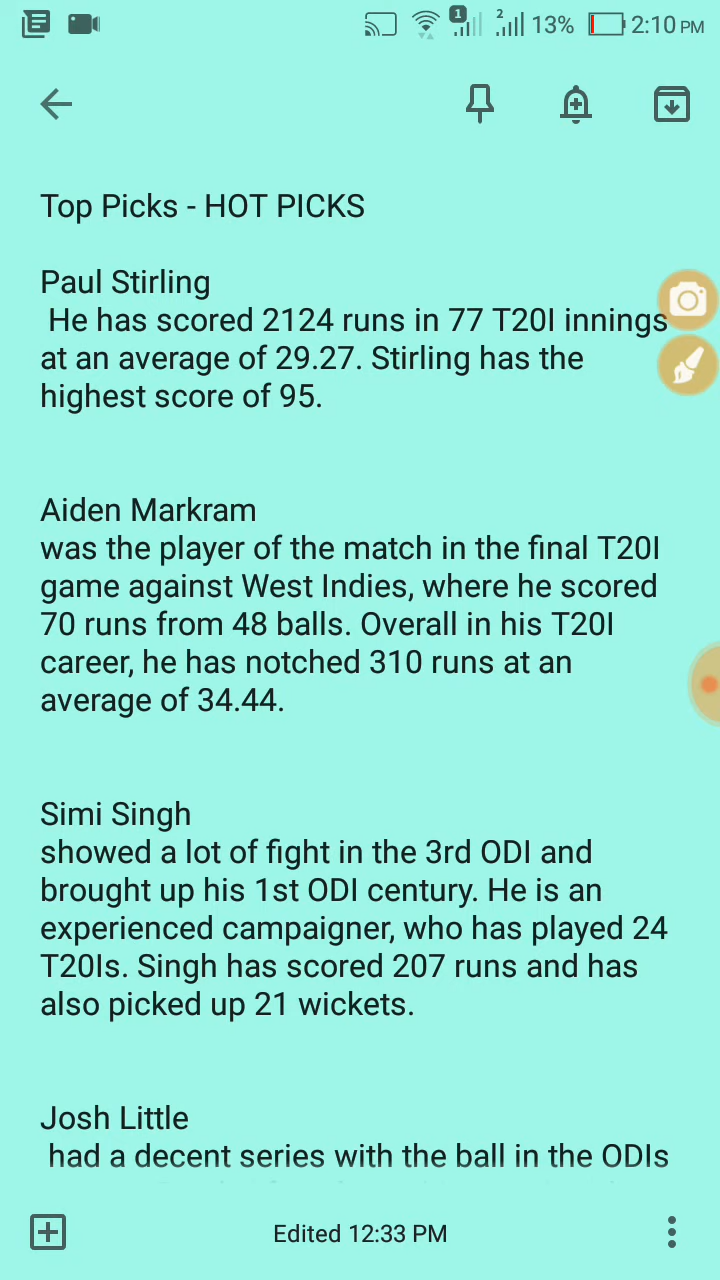 1
2
13%
2:10 PM
Top Picks - HOT PICKS
Paul Stirling
He has scored 2124 runs in 77 T20I innings
at an average of 29.27. Stirling has the
highest score of 95.
Aiden Markram
was the player of the match in the final T20I
game against West Indies, where he scored
70 runs from 48 balls. Overall in his T20I
career, he has notched 310 runs at an
average of 34.44.
Simi Singh
showed a lot of fight in the 3rd ODI and
brought up his 1st ODI century. He is an
experienced campaigner, who has played 24
T20Is. Singh has scored 207 runs and has
also picked up 21 wickets.
Josh Little
had a decent series with the ball in the ODIs
Edited 12:33 PM